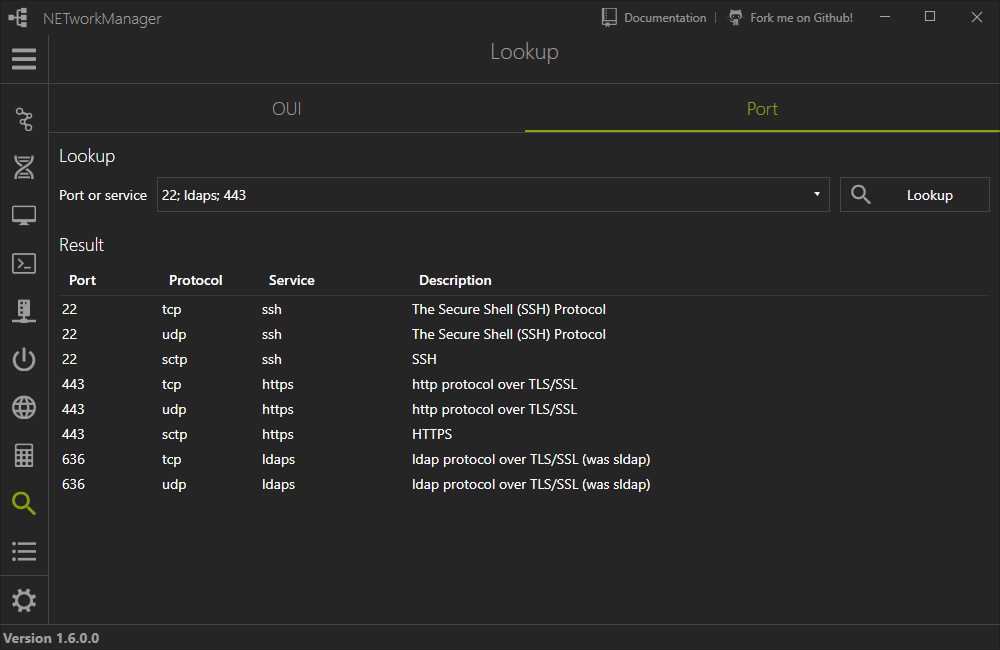 NETworkManager Documentation | Fork me on Github!
Lookup
OUI Port
Lookup
Port or service 22; ldaps; 443 Lookup
Result
Port Protocol Service Description
22 tcp ssh The Secure Shell (SSH) Protocol
22 udp ssh The Secure Shell (SSH) Protocol
22 sctp ssh SSH
443 tcp https http protocol over TLS/SSL
443 udp https http protocol over TLS/SSL
443 sctp https HTTPS
636 tcp ldaps ldap protocol over TLS/SSL (was sldap)
636 udp ldaps ldap protocol over TLS/SSL (was sldap)
Version 1.6.0.0